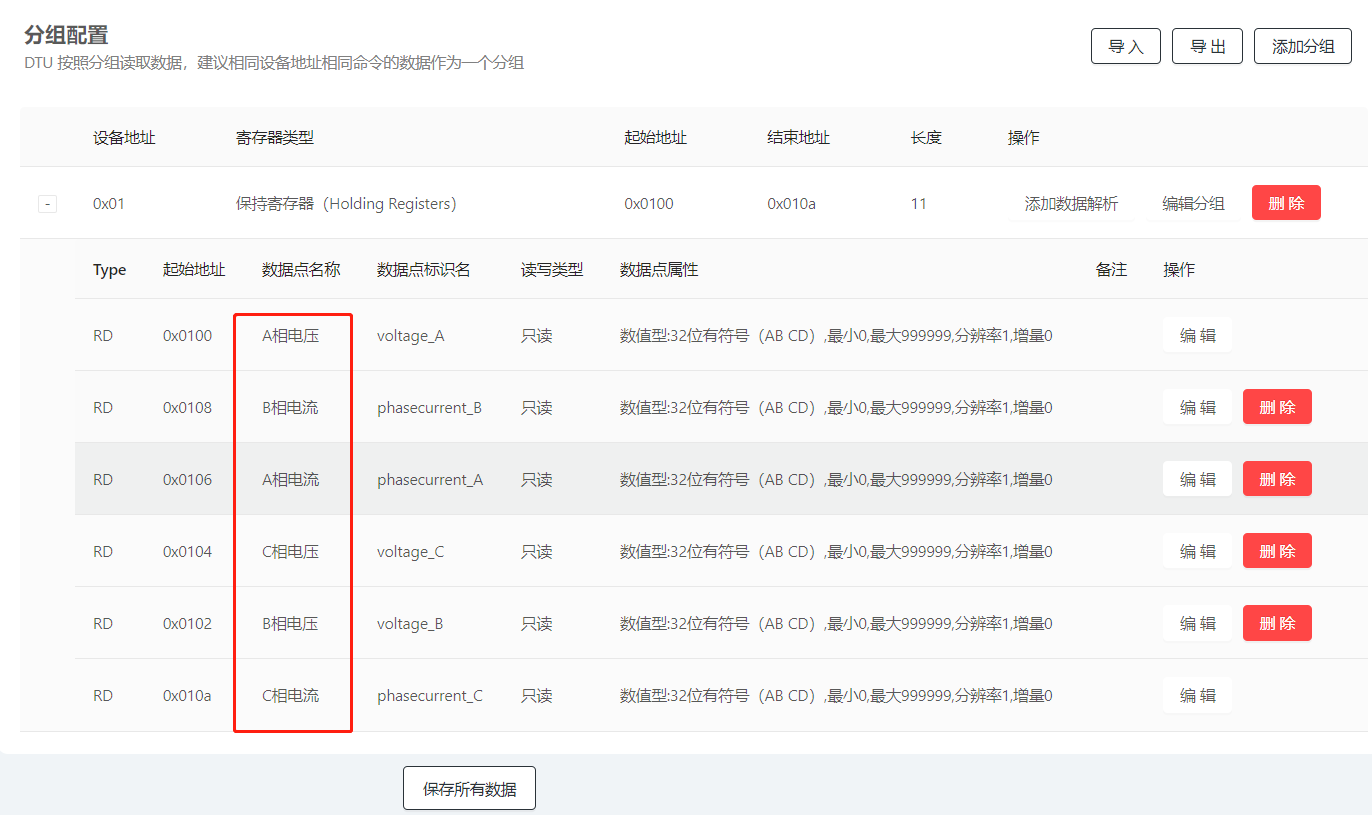 分组配置
DTU 按照分组读取数据，建议相同设备地址相同命令的数据作为一个分组
导 入 导 出 添加分组
设备地址 寄存器类型 起始地址 结束地址 长度 操作
- 0x01 保持寄存器（Holding Registers） 0x0100 0x010a 11 添加数据解析 编辑分组 删 除
Type 起始地址 数据点名称 数据点标识名 读写类型 数据点属性 备注 操作
RD 0x0100 A相电压 voltage_A 只读 数值型:32位有符号（AB CD）,最小0,最大999999,分辨率1,增量0 编 辑
RD 0x0108 B相电流 phasecurrent_B 只读 数值型:32位有符号（AB CD）,最小0,最大999999,分辨率1,增量0 编 辑 删 除
RD 0x0106 A相电流 phasecurrent_A 只读 数值型:32位有符号（AB CD）,最小0,最大999999,分辨率1,增量0 编 辑 删 除
RD 0x0104 C相电压 voltage_C 只读 数值型:32位有符号（AB CD）,最小0,最大999999,分辨率1,增量0 编 辑 删 除
RD 0x0102 B相电压 voltage_B 只读 数值型:32位有符号（AB CD）,最小0,最大999999,分辨率1,增量0 编 辑 删 除
RD 0x010a C相电流 phasecurrent_C 只读 数值型:32位有符号（AB CD）,最小0,最大999999,分辨率1,增量0 编 辑
保存所有数据